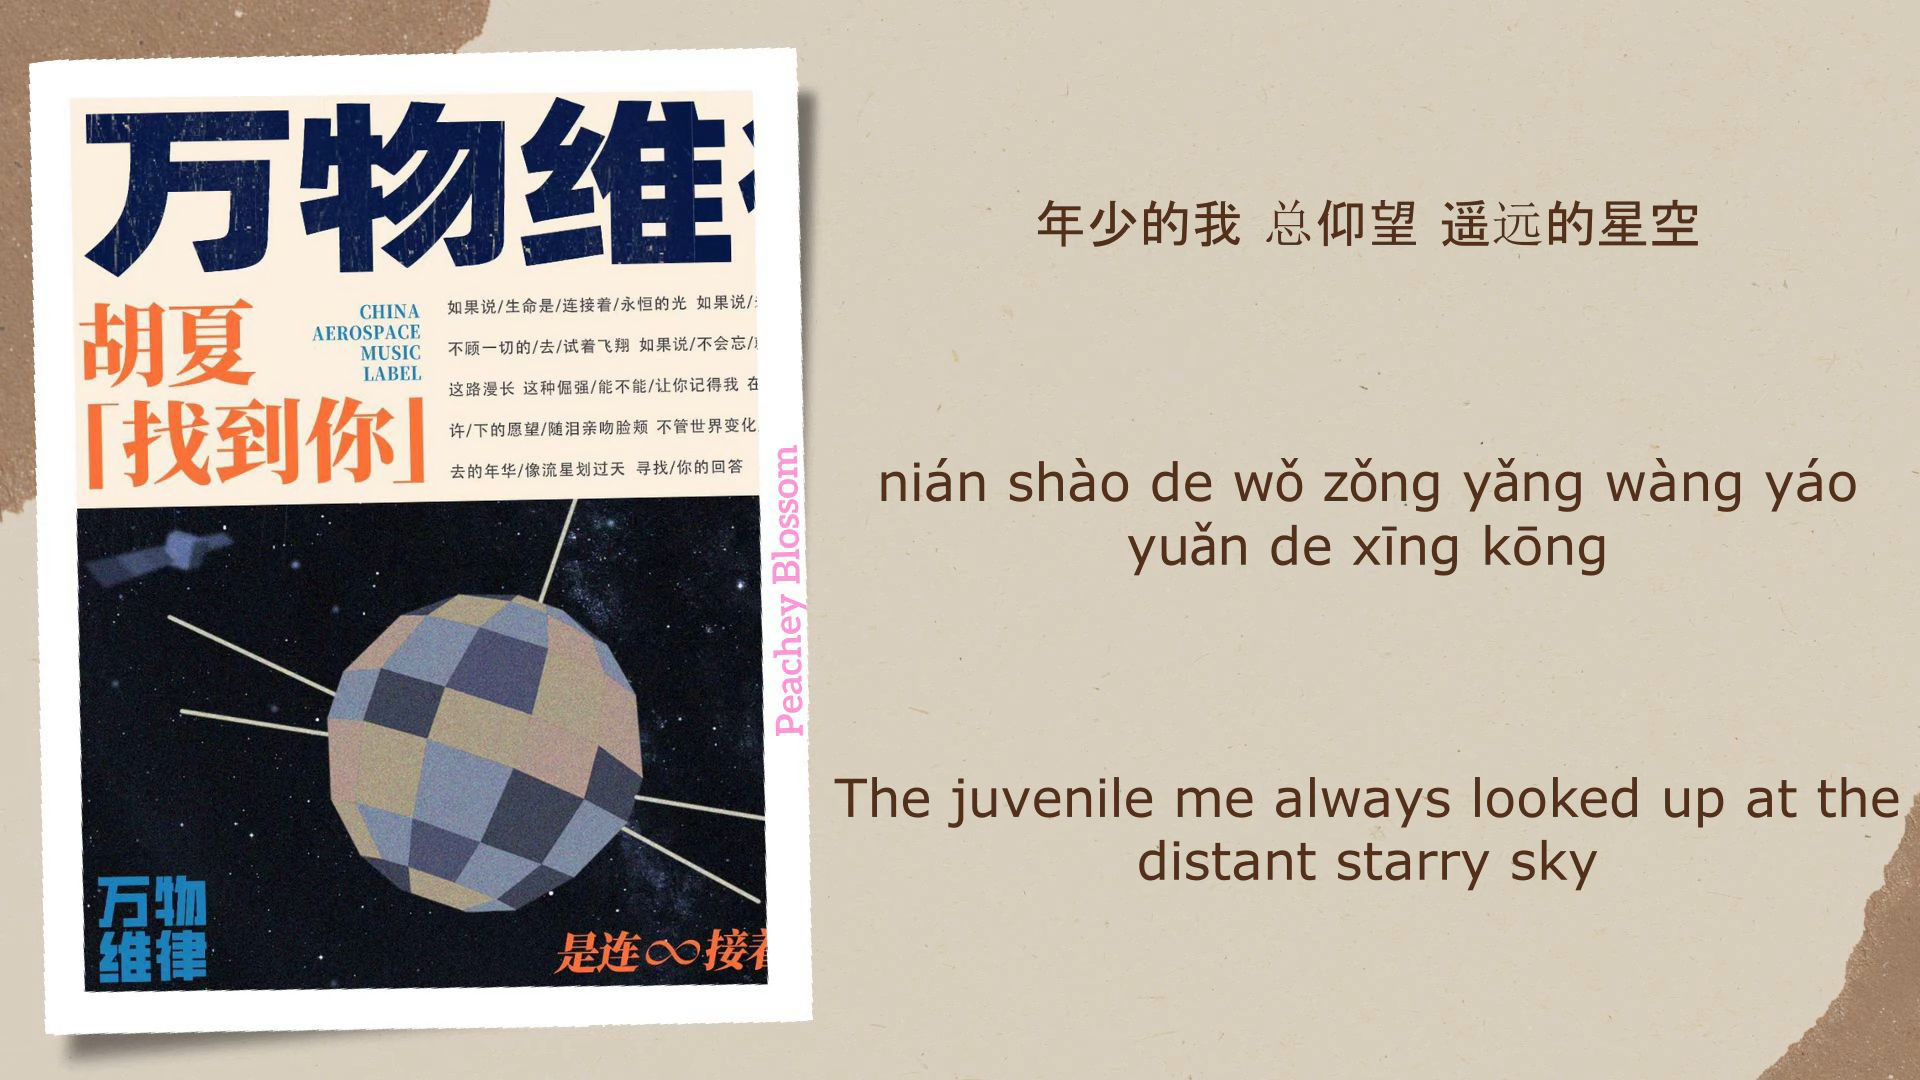 万物维
胡夏
「找到你」
CHINA
AEROSPACE
MUSIC
LABEL
如果说/生命是/连接着/永恒的光 如果说/
不顾一切的/去/试着飞翔 如果说/不会忘/
这路漫长 这种倔强/能不能/让你记得我 在
许/下的愿望/随泪亲吻脸颊 不管世界变化
去的年华/像流星划过天 寻找/你的回答
万物
维律
是连∞接着
Peachey Blossom
年少的我 总仰望 遥远的星空
nián shào de wǒ zǒng yǎng wàng yáo
yuǎn de xīng kōng
The juvenile me always looked up at the
distant starry sky